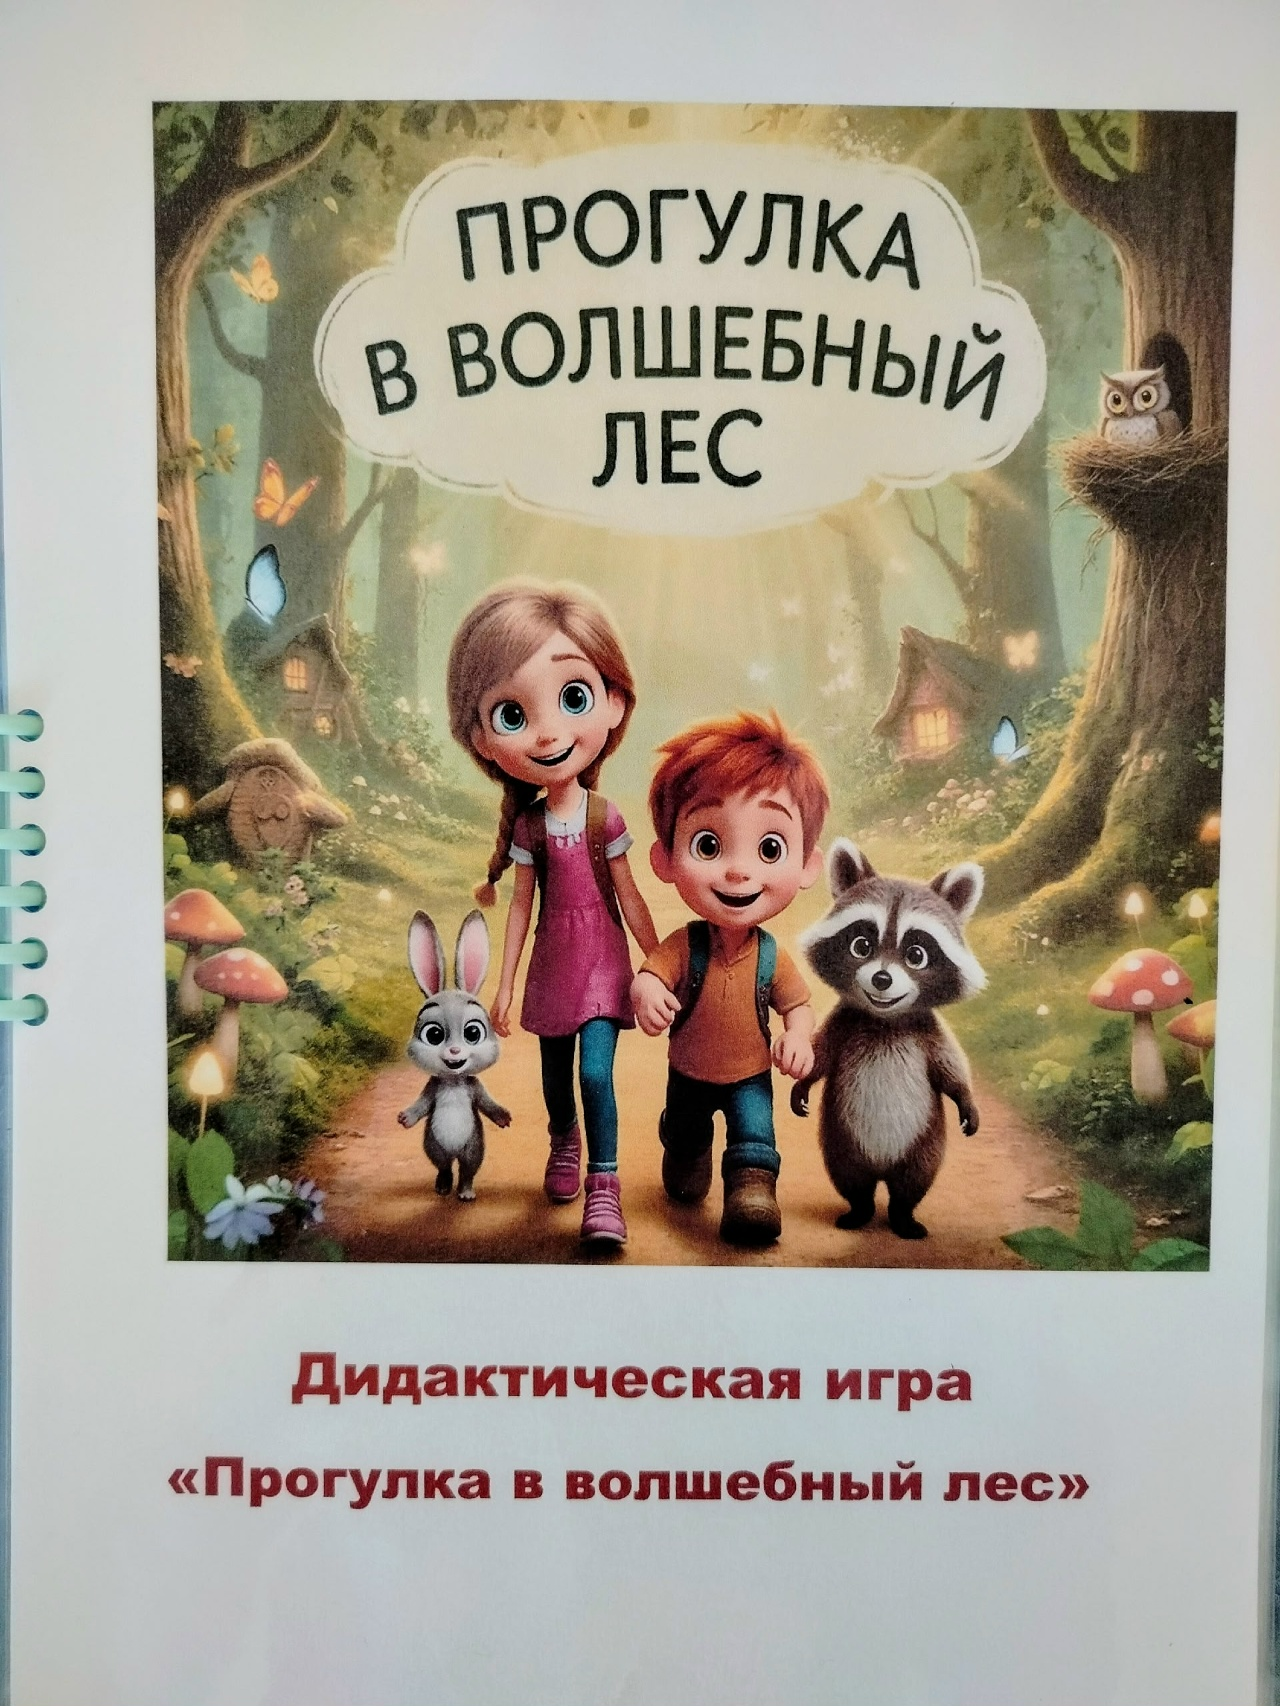 ПРОГУЛКА
В ВОЛШЕБНЫЙ
ЛЕС
Дидактическая игра
«Прогулка в волшебный лес»